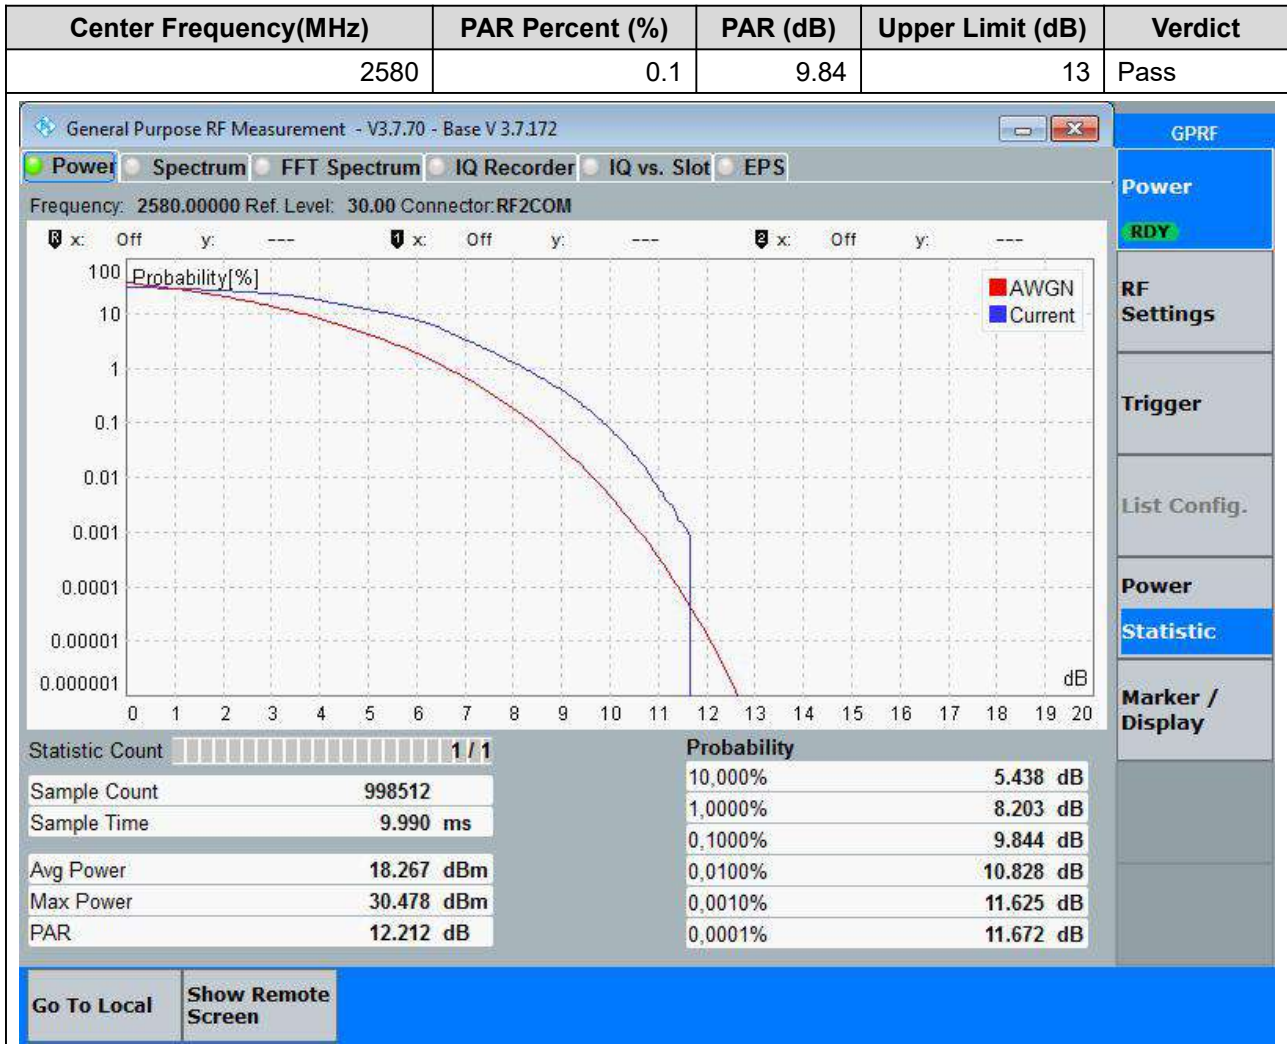 Center Frequency(MHz) PAR Percent (%) PAR (dB) Upper Limit (dB) Verdict
2580 0.1 9.84 13 Pass
General Purpose RF Measurement - V3.7.70 - Base V 3.7.172
GPRF
Power Spectrum FFT Spectrum IQ Recorder IQ vs. Slot EPS
Frequency: 2580.00000 Ref. Level: 30.00 Connector:RF2COM
R x: Off y: --- 1 x: Off y: --- 2 x: Off y: ---
Probability[%]
100
10
1
0.1
0.01
0.001
0.0001
0.00001
0.000001
AWGN
Current
dB
0 1 2 3 4 5 6 7 8 9 10 11 12 13 14 15 16 17 18 19 20
Statistic Count 1 / 1
Sample Count 998512
Sample Time 9.990 ms
Avg Power 18.267 dBm
Max Power 30.478 dBm
PAR 12.212 dB
Probability
10,000% 5.438 dB
1,0000% 8.203 dB
0,1000% 9.844 dB
0,0100% 10.828 dB
0,0010% 11.625 dB
0,0001% 11.672 dB
Power
RDY
RF
Settings
Trigger
List Config.
Power
Statistic
Marker /
Display
Go To Local
Show Remote
Screen